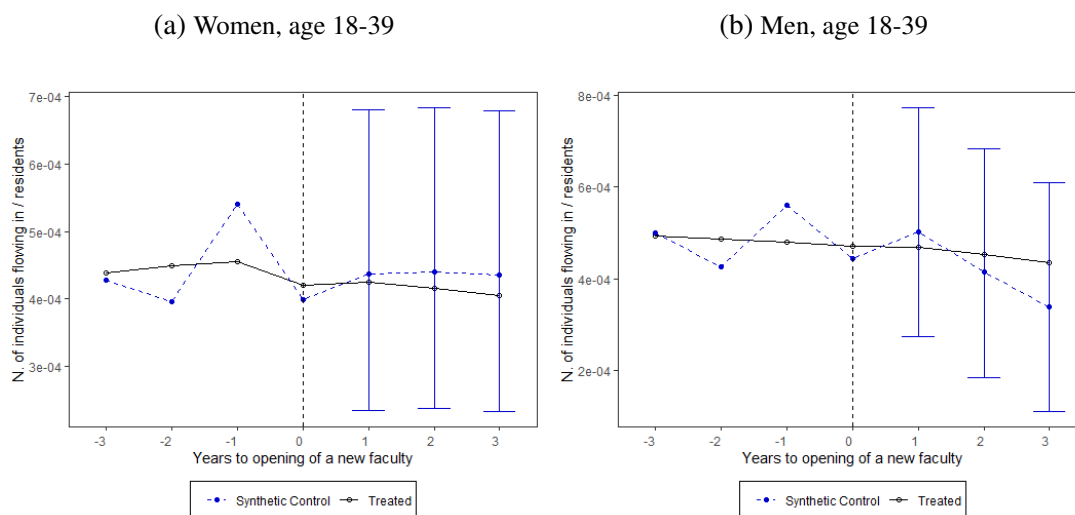 (a) Women, age 18-39
(b) Men, age 18-39
N. of individuals flowing in / residents
7e-04
6e-04
5e-04
4e-04
3e-04
-3 -2 -1 0 1 2 3
Years to opening of a new faculty
Synthetic Control Treated
N. of individuals flowing in / residents
8e-04
6e-04
4e-04
2e-04
-3 -2 -1 0 1 2 3
Years to opening of a new faculty
Synthetic Control Treated